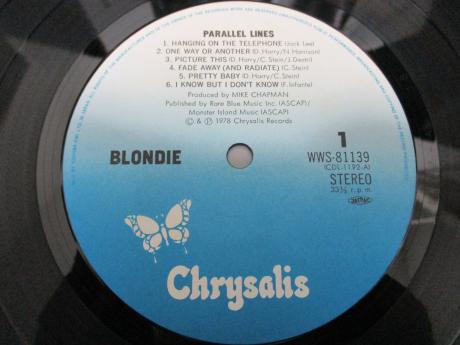 PARALLEL LINES
1. HANGING ON THE TELEPHONE (Jack Lee)
2. ONE WAY OR ANOTHER (D. Harry/N. Harrison)
3. PICTURE THIS (D. Harry/C. Stein/J. Destri)
4. FADE AWAY (AND RADIATE) (C. Stein)
5. PRETTY BABY (D. Harry/C. Stein)
6. I KNOW BUT I DON'T KNOW (F. Infante)
Produced by MIKE CHAPMAN
Published by Rare Blue Music Inc. (ASCAP)/
Monster Island Music (ASCAP)
© & ℗ 1978 Chrysalis Records
BLONDIE
1
WWS-81139
(CDL-1192-A)
STEREO
33⅓ r.p.m.
Chrysalis